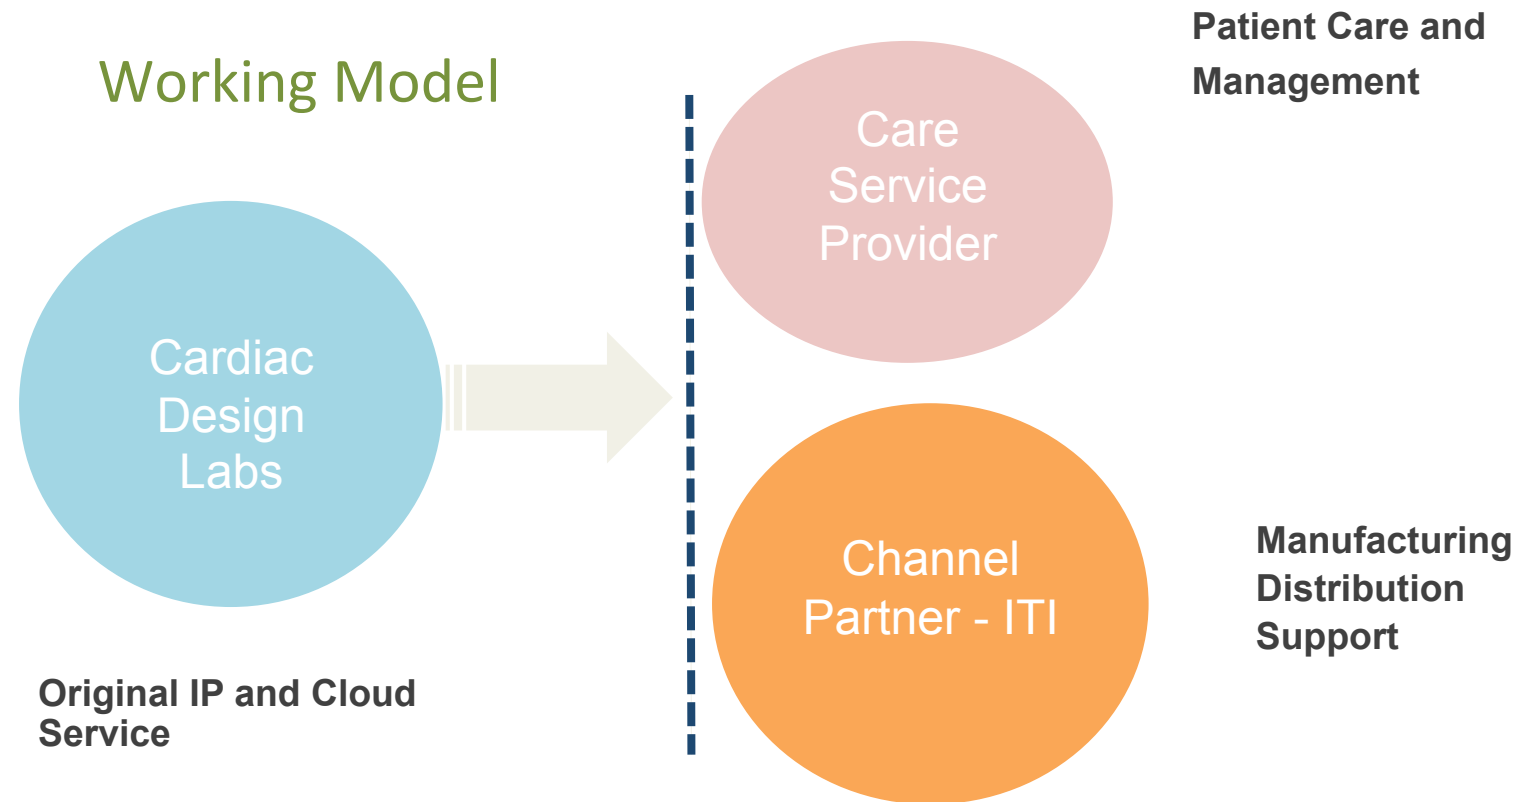 Working Model
Cardiac
Design
Labs
Original IP and Cloud
Service
Care
Service
Provider
Patient Care and
Management
Channel
Partner - ITI
Manufacturing
Distribution
Support